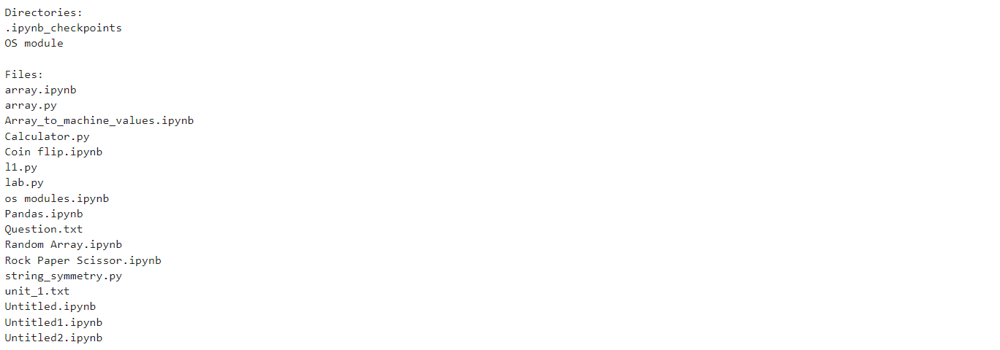 Directories:
.ipynb_checkpoints
OS module
Files:
array.ipynb
array.py
Array_to_machine_values.ipynb
Calculator.py
Coin flip.ipynb
l1.py
lab.py
os modules.ipynb
Pandas.ipynb
Question.txt
Random Array.ipynb
Rock Paper Scissor.ipynb
string_symmetry.py
unit_1.txt
Untitled.ipynb
Untitled1.ipynb
Untitled2.ipynb